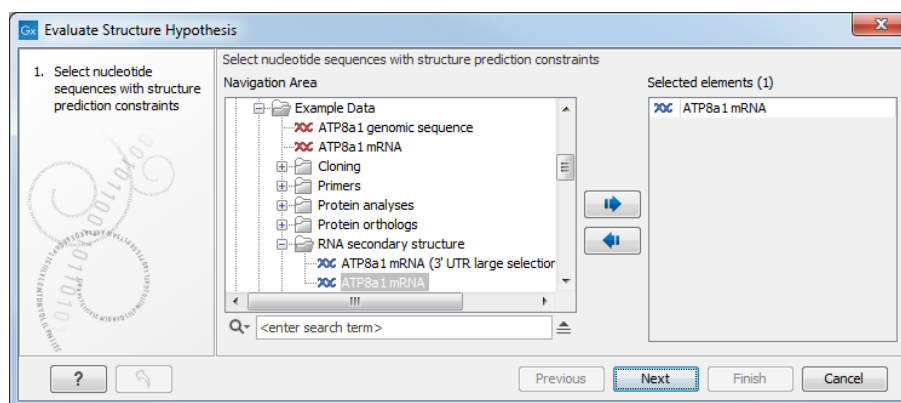 Gx Evaluate Structure Hypothesis
1. Select nucleotide
sequences with structure
prediction constraints
Select nucleotide sequences with structure prediction constraints
Navigation Area
Example Data
ATP8a1 genomic sequence
ATP8a1 mRNA
Cloning
Primers
Protein analyses
Protein orthologs
RNA secondary structure
ATP8a1 mRNA (3' UTR large selection
ATP8a1 mRNA
<enter search term>
Selected elements (1)
ATP8a1 mRNA
?
Previous
Next
Finish
Cancel